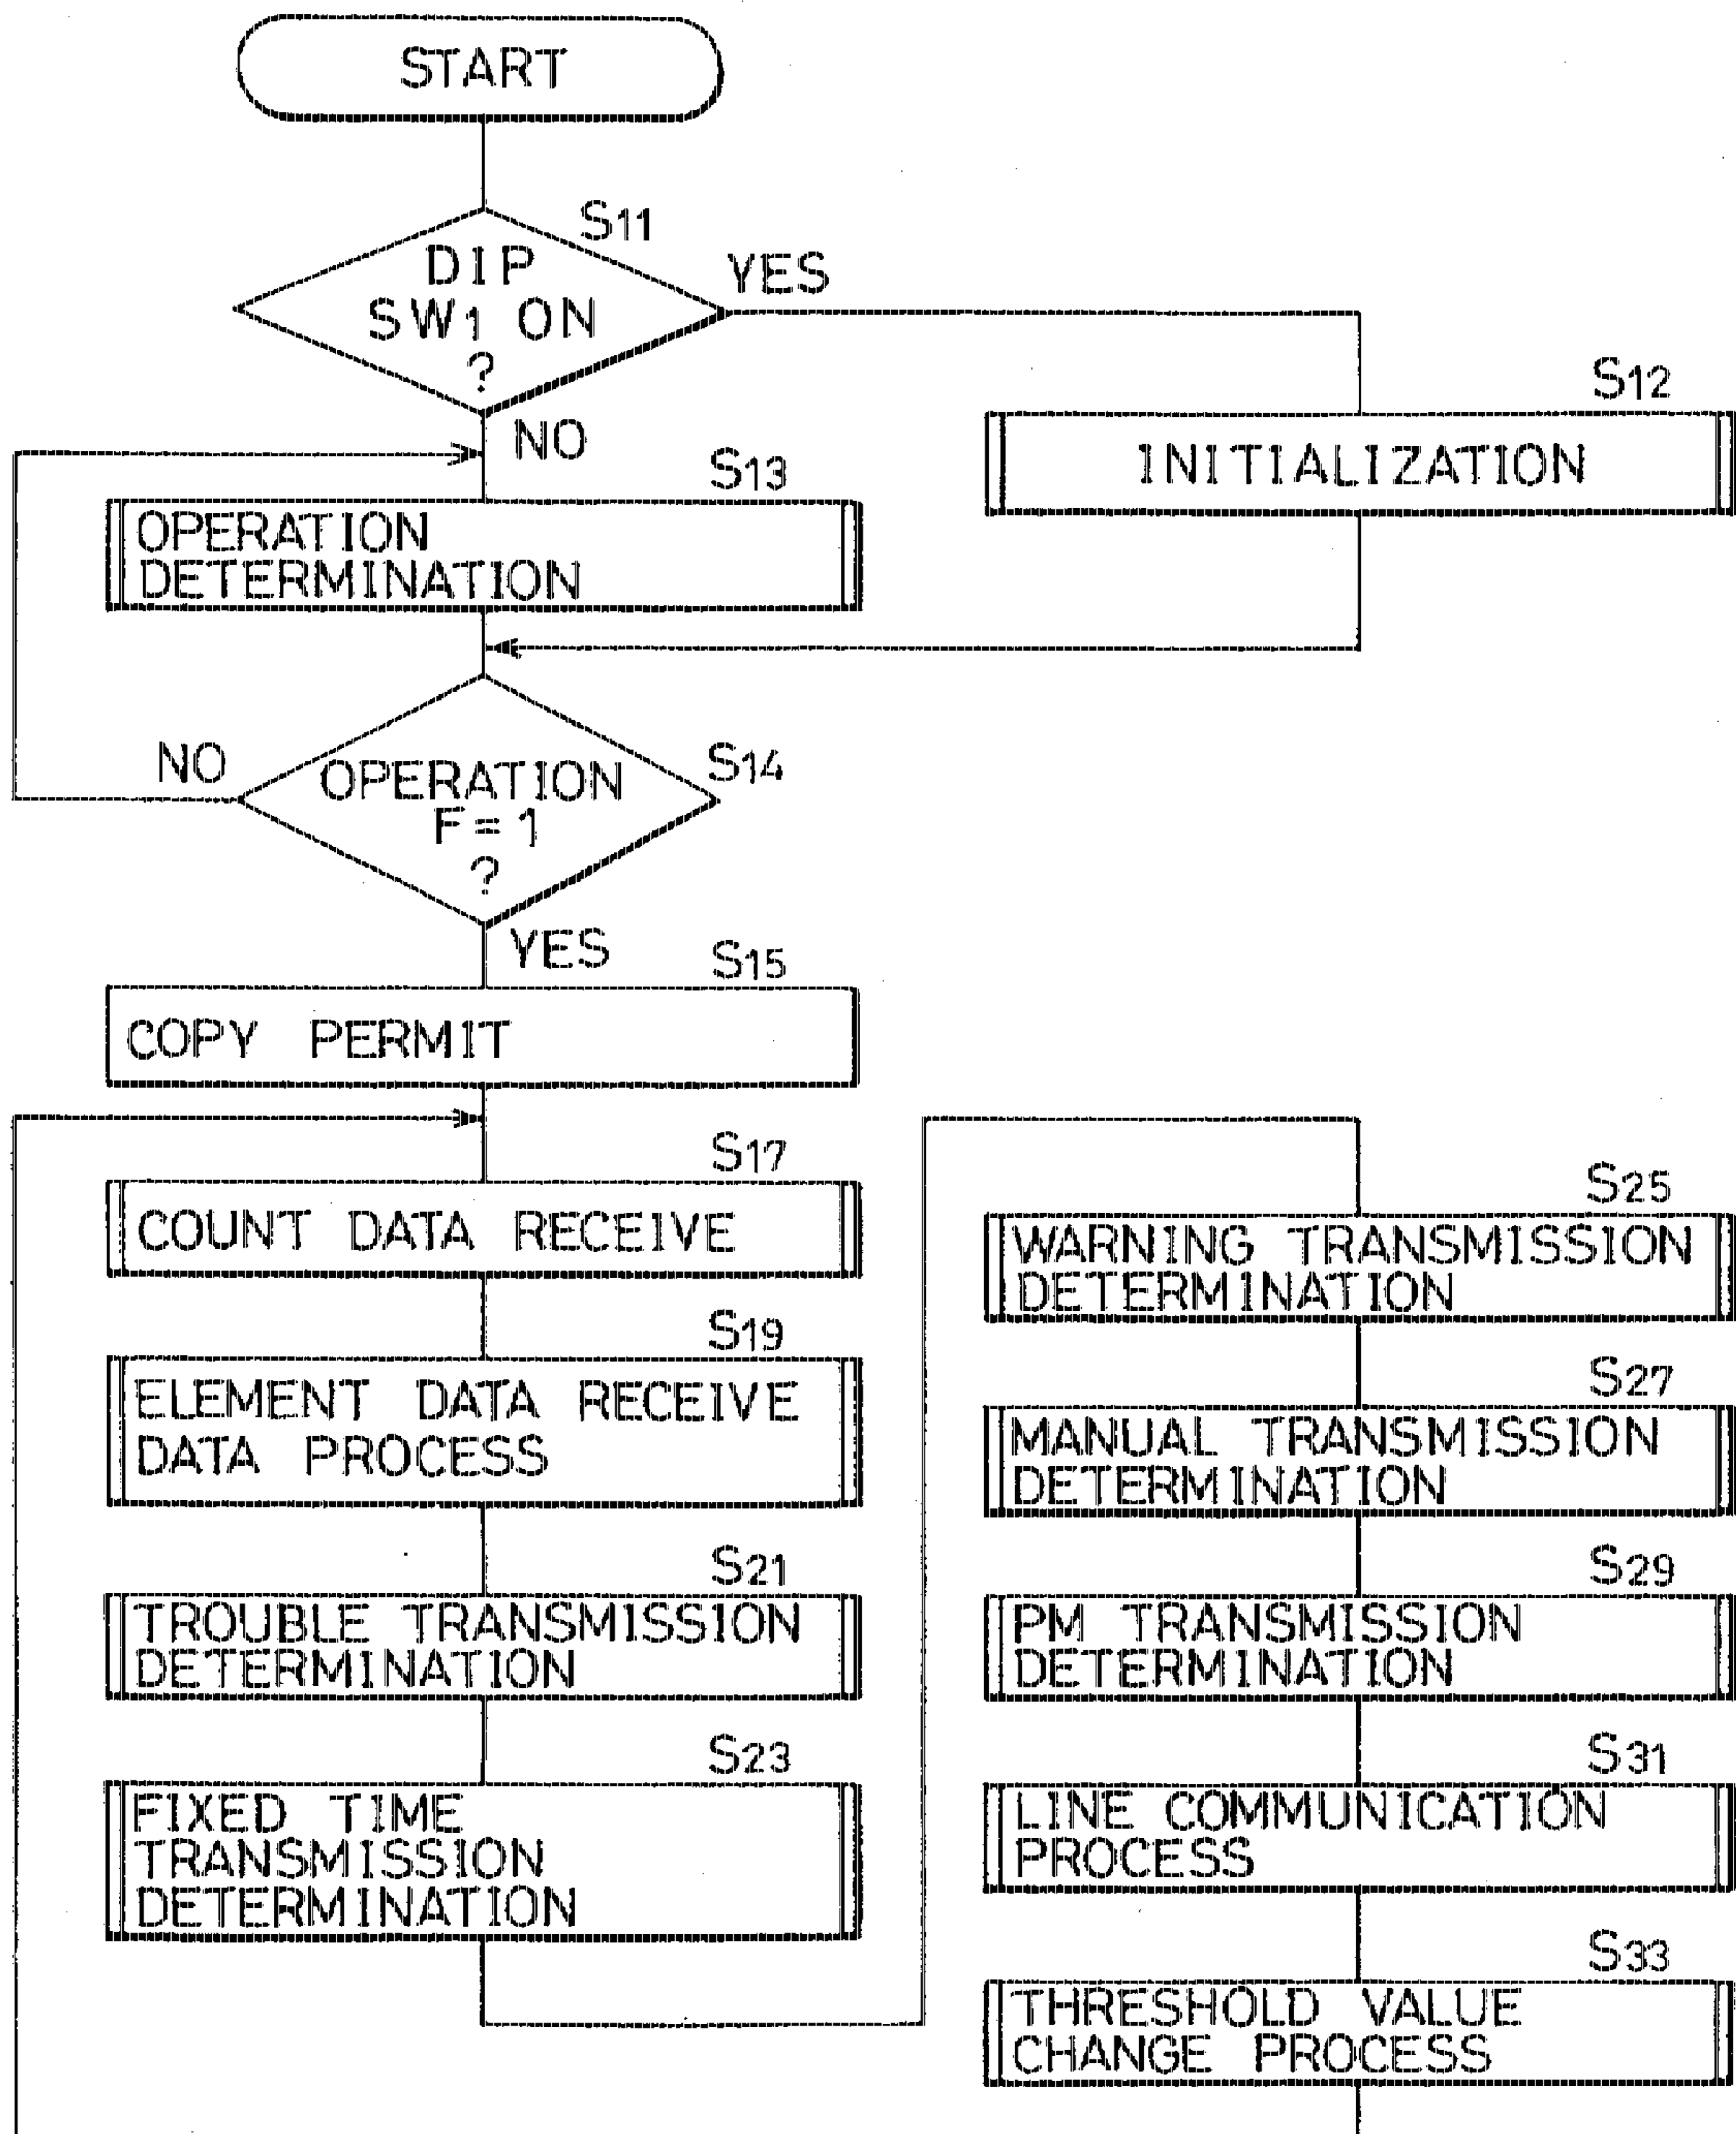 START
S11
DIP
SW1 ON
?
YES
NO
S12
INITIALIZATION
S13
OPERATION
DETERMINATION
S14
OPERATION
F=1
?
NO
YES
S15
COPY PERMIT
S17
COUNT DATA RECEIVE
S19
ELEMENT DATA RECEIVE
DATA PROCESS
S21
TROUBLE TRANSMISSION
DETERMINATION
S23
FIXED TIME
TRANSMISSION
DETERMINATION
S25
WARNING TRANSMISSION
DETERMINATION
S27
MANUAL TRANSMISSION
DETERMINATION
S29
PM TRANSMISSION
DETERMINATION
S31
LINE COMMUNICATION
PROCESS
S33
THRESHOLD VALUE
CHANGE PROCESS